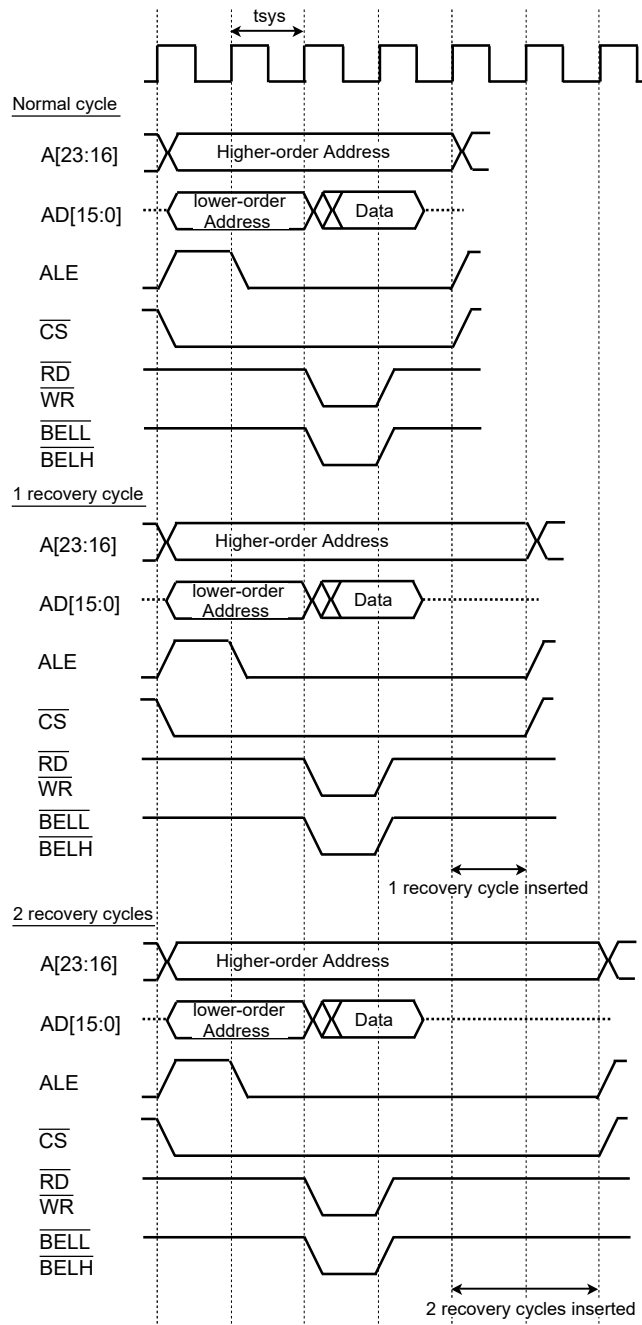 tsys
Normal cycle
A[23:16]
Higher-order Address
AD[15:0]
lower-order
Address
Data
ALE
CS
RD
WR
BELL
BELH
1 recovery cycle
A[23:16]
Higher-order Address
AD[15:0]
lower-order
Address
Data
ALE
CS
RD
WR
BELL
BELH
1 recovery cycle inserted
2 recovery cycles
A[23:16]
Higher-order Address
AD[15:0]
lower-order
Address
Data
ALE
CS
RD
WR
BELL
BELH
2 recovery cycles inserted